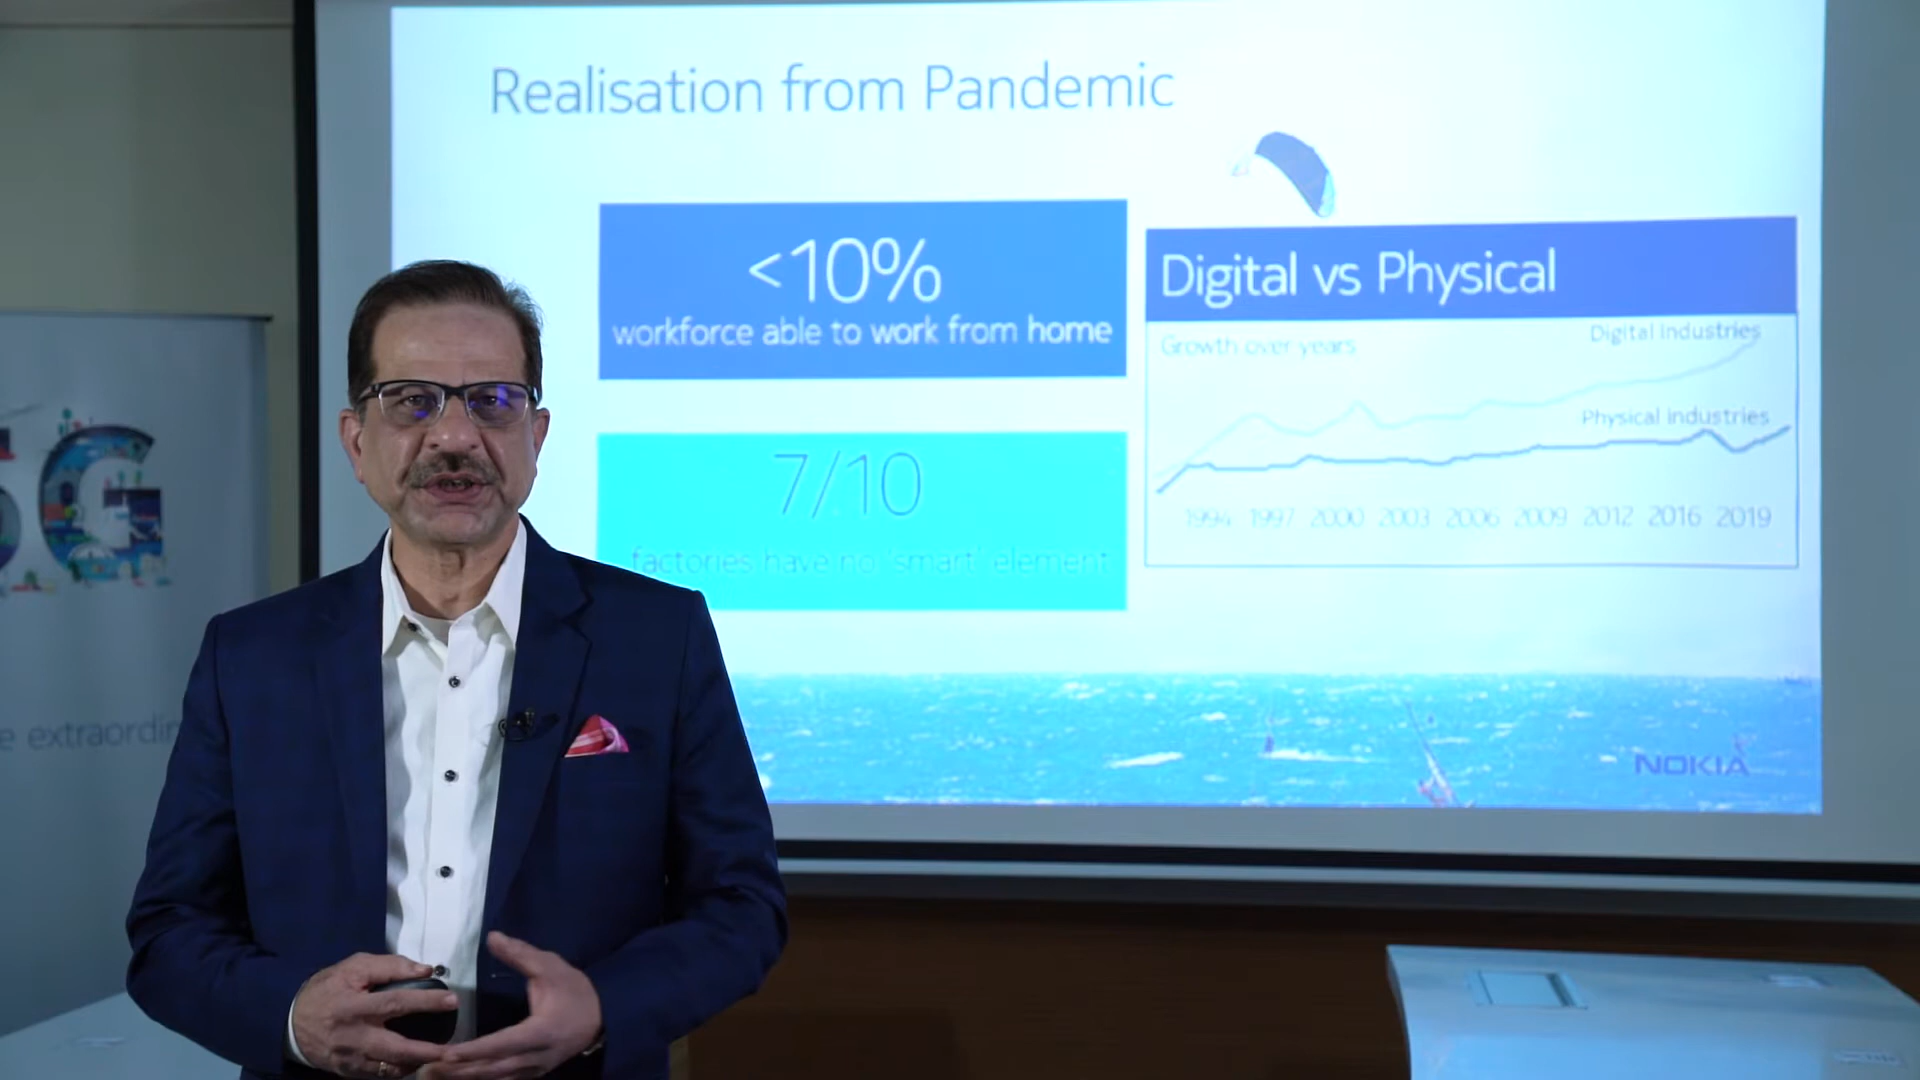 Realisation from Pandemic
<10%
workforce able to work from home
7/10
factories have no 'smart' element
Digital vs Physical
Growth over years
Digital industries
Physical industries
1994 1997 2000 2003 2006 2009 2012 2016 2019
NOKIA
5G
e extraordin